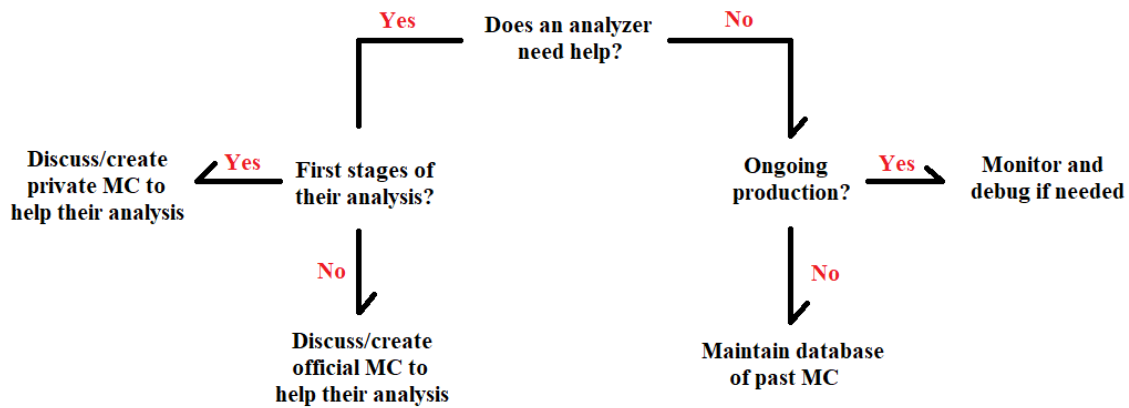 Does an analyzer
need help?
Yes
No
First stages of
their analysis?
Yes
Discuss/create
private MC to
help their analysis
No
Discuss/create
official MC to
help their analysis
Ongoing
production?
Yes
Monitor and
debug if needed
No
Maintain database
of past MC